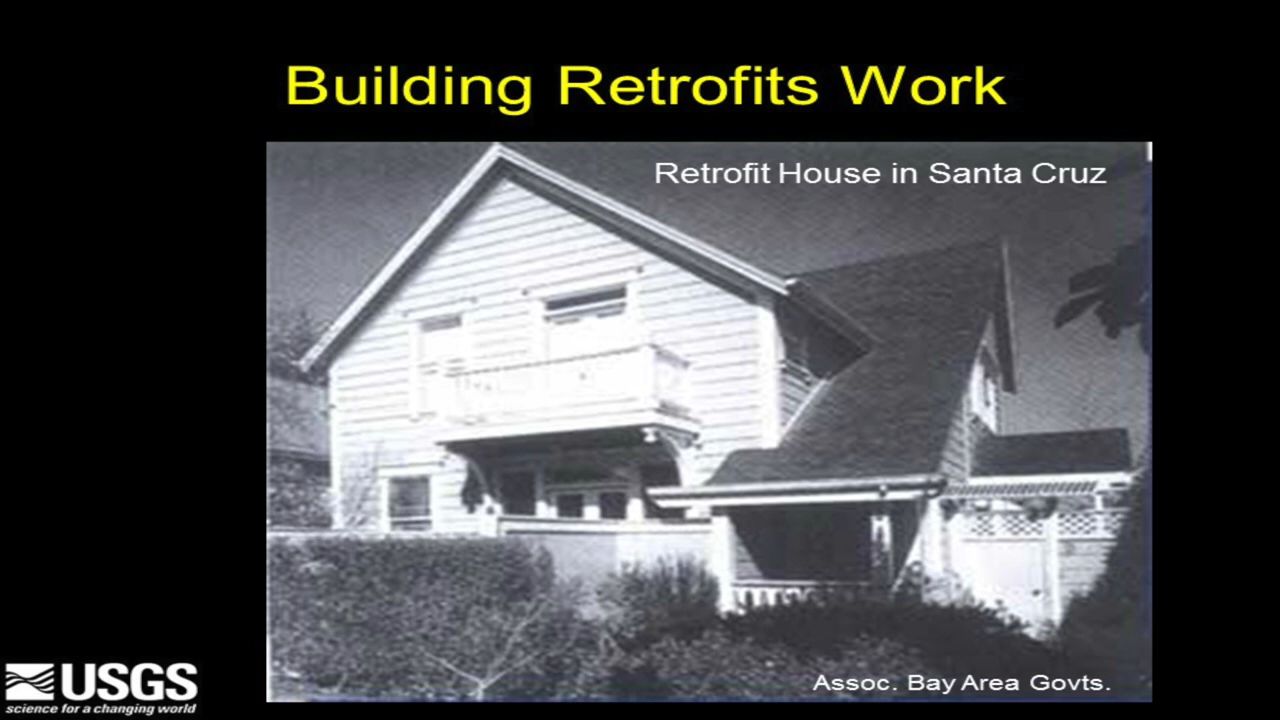 Building Retrofits Work
Retrofit House in Santa Cruz
Assoc. Bay Area Govts.
USGS
science for a changing world